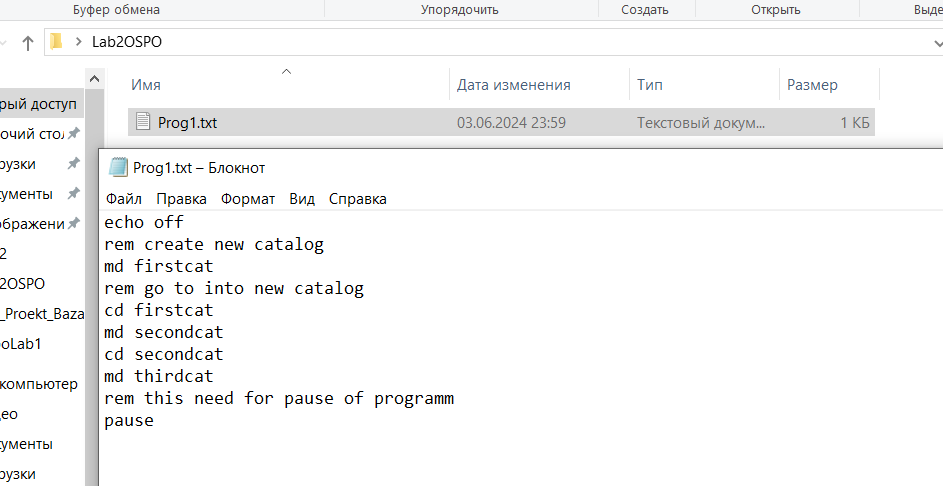 Буфер обмена Упорядочить Создать Открыть Выде
Lab2OSPO
Имя Дата изменения Тип Размер
рый доступ
Prog1.txt 03.06.2024 23:59 Текстовый докум... 1 КБ
очий стол
рузки
кументы
ображени
2
2OSPO
_Proekt_Baza
oLab1
компьютер
део
кументы
рузки
Prog1.txt – Блокнот
Файл Правка Формат Вид Справка
echo off
rem create new catalog
md firstcat
rem go to into new catalog
cd firstcat
md secondcat
cd secondcat
md thirdcat
rem this need for pause of programm
pause